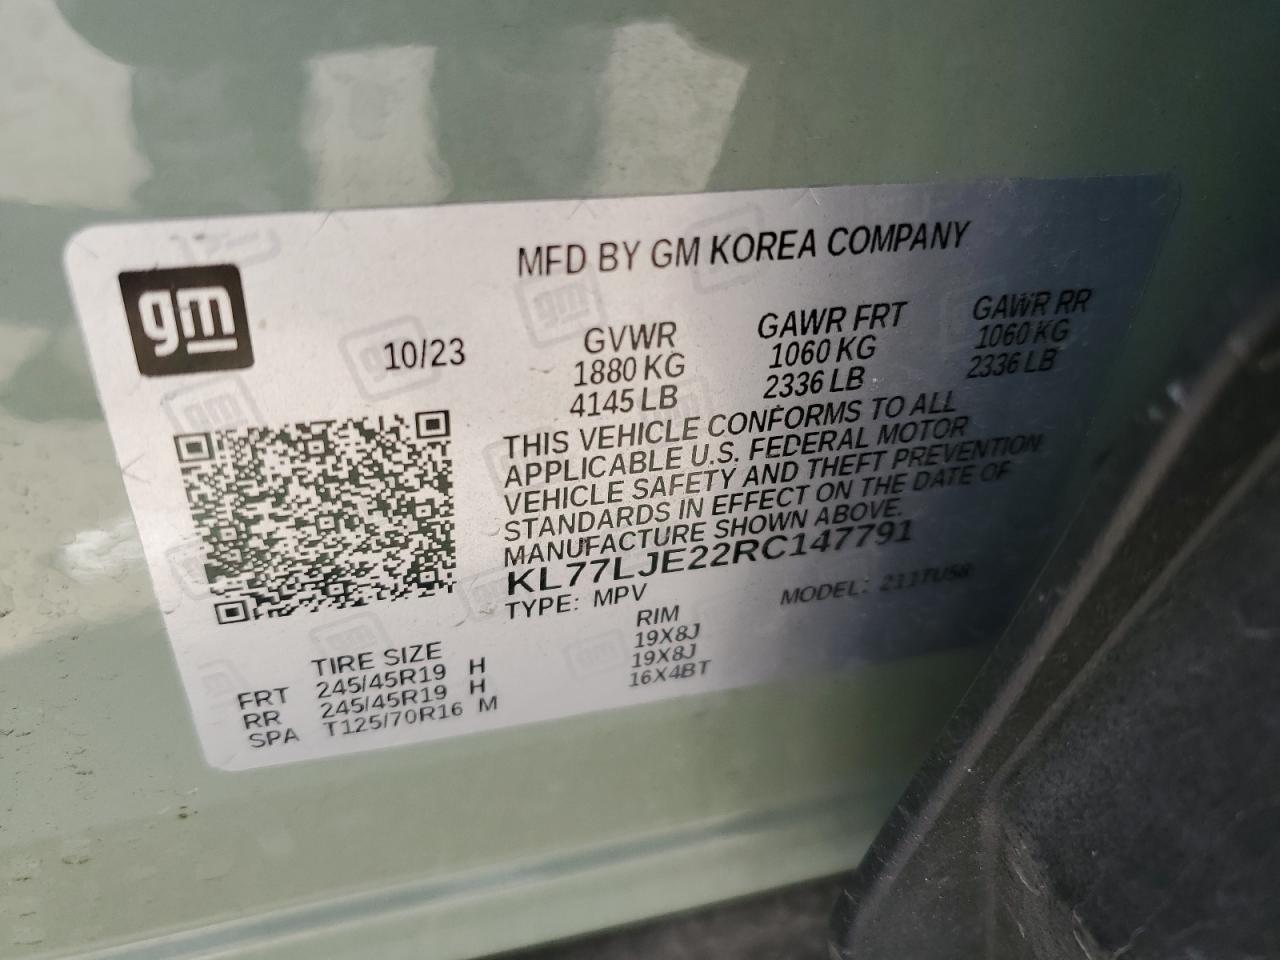 gm
MFD BY GM KOREA COMPANY
10/23
GVWR GAWR FRT GAWR RR
1880 KG 1060 KG 1060 KG
4145 LB 2336 LB 2336 LB
THIS VEHICLE CONFORMS TO ALL
APPLICABLE U.S. FEDERAL MOTOR
VEHICLE SAFETY AND THEFT PREVENTION
STANDARDS IN EFFECT ON THE DATE OF
MANUFACTURE SHOWN ABOVE.
KL77LJE22RC147791
TYPE: MPV MODEL: 211TU58
TIRE SIZE RIM
FRT 245/45R19 H 19X8J
RR 245/45R19 H 19X8J
SPA T125/70R16 M 16X4BT